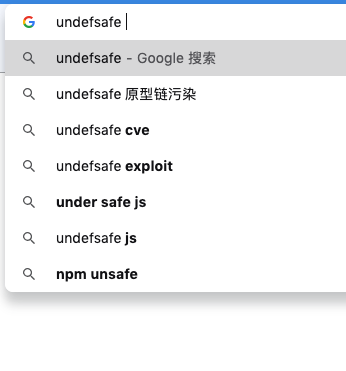 undefsafe
undefsafe - Google 搜索
undefsafe 原型链污染
undefsafe cve
undefsafe exploit
under safe js
undefsafe js
npm unsafe